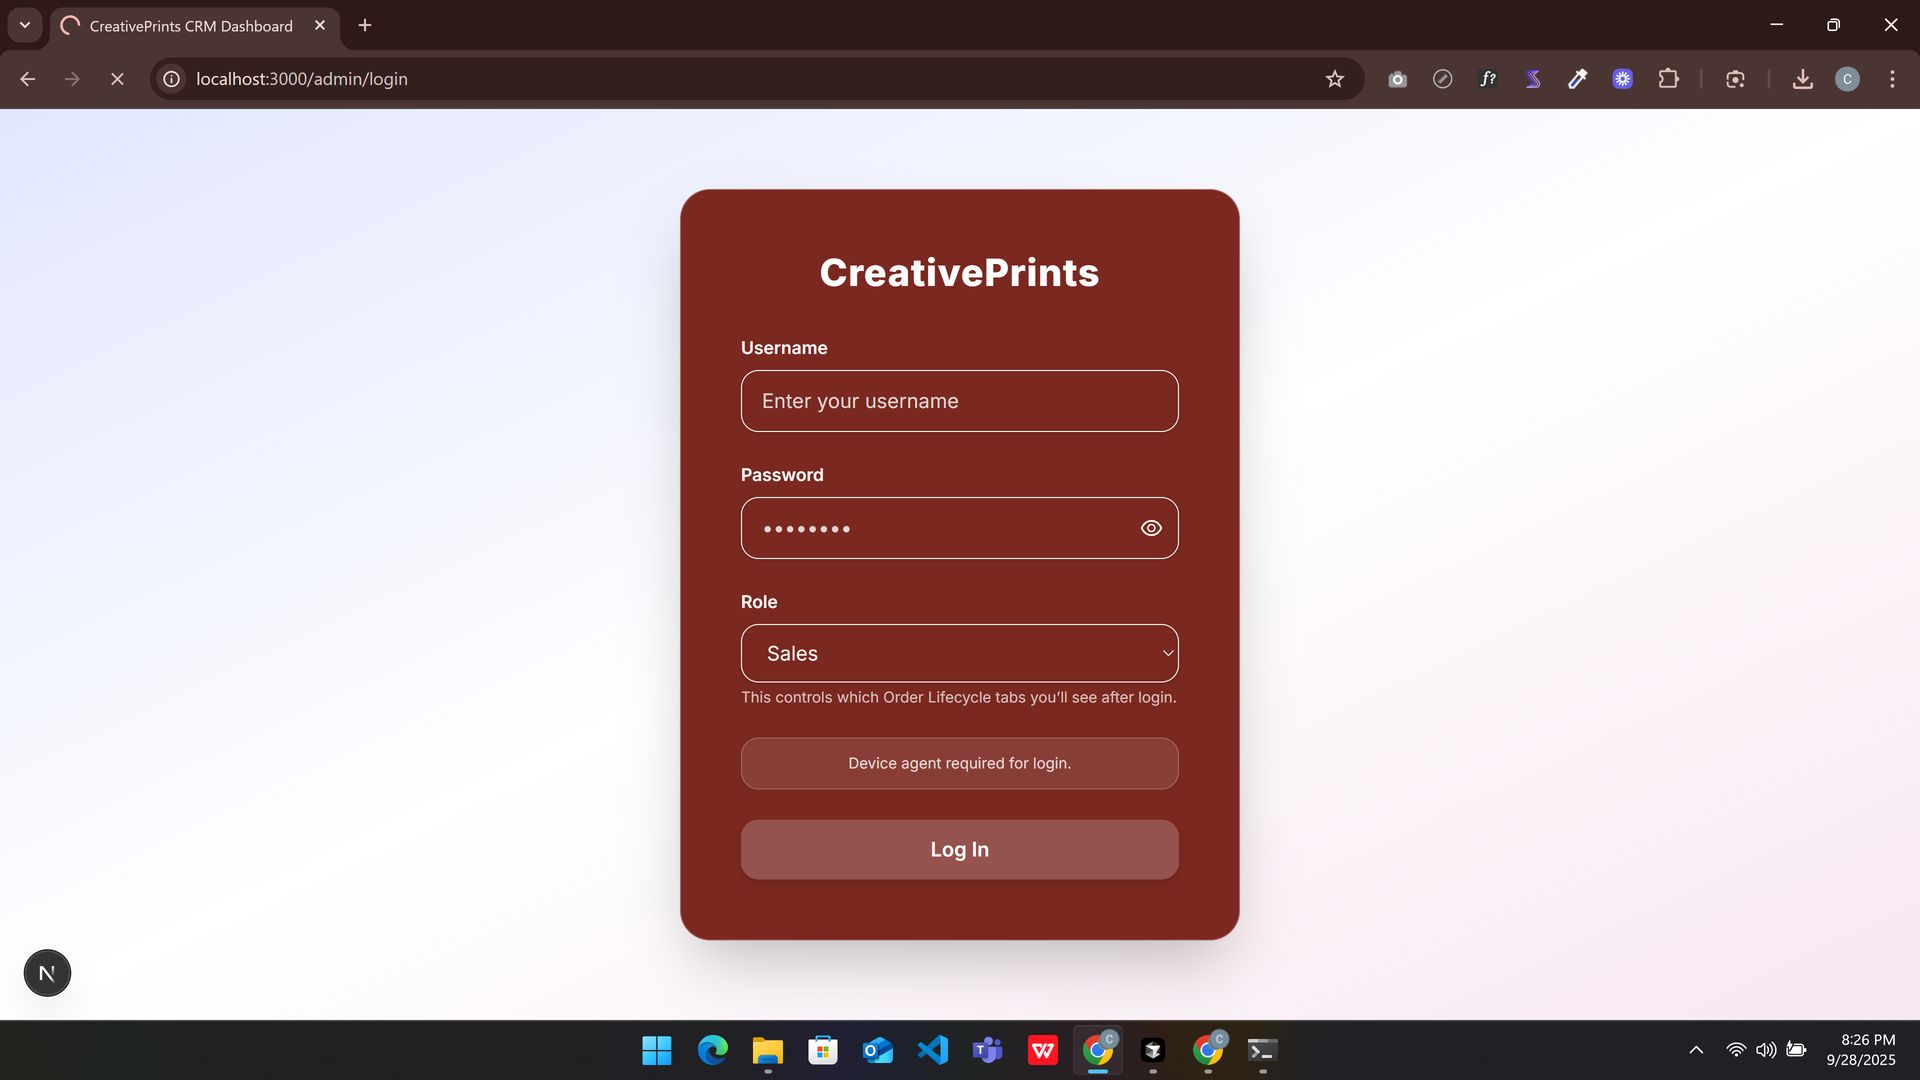 CreativePrints CRM Dashboard
localhost:3000/admin/login
f?
C
CreativePrints
Username
Enter your username
Password
••••••••
Role
Sales
This controls which Order Lifecycle tabs you’ll see after login.
Device agent required for login.
Log In
N
C
C
8:26 PM
9/28/2025